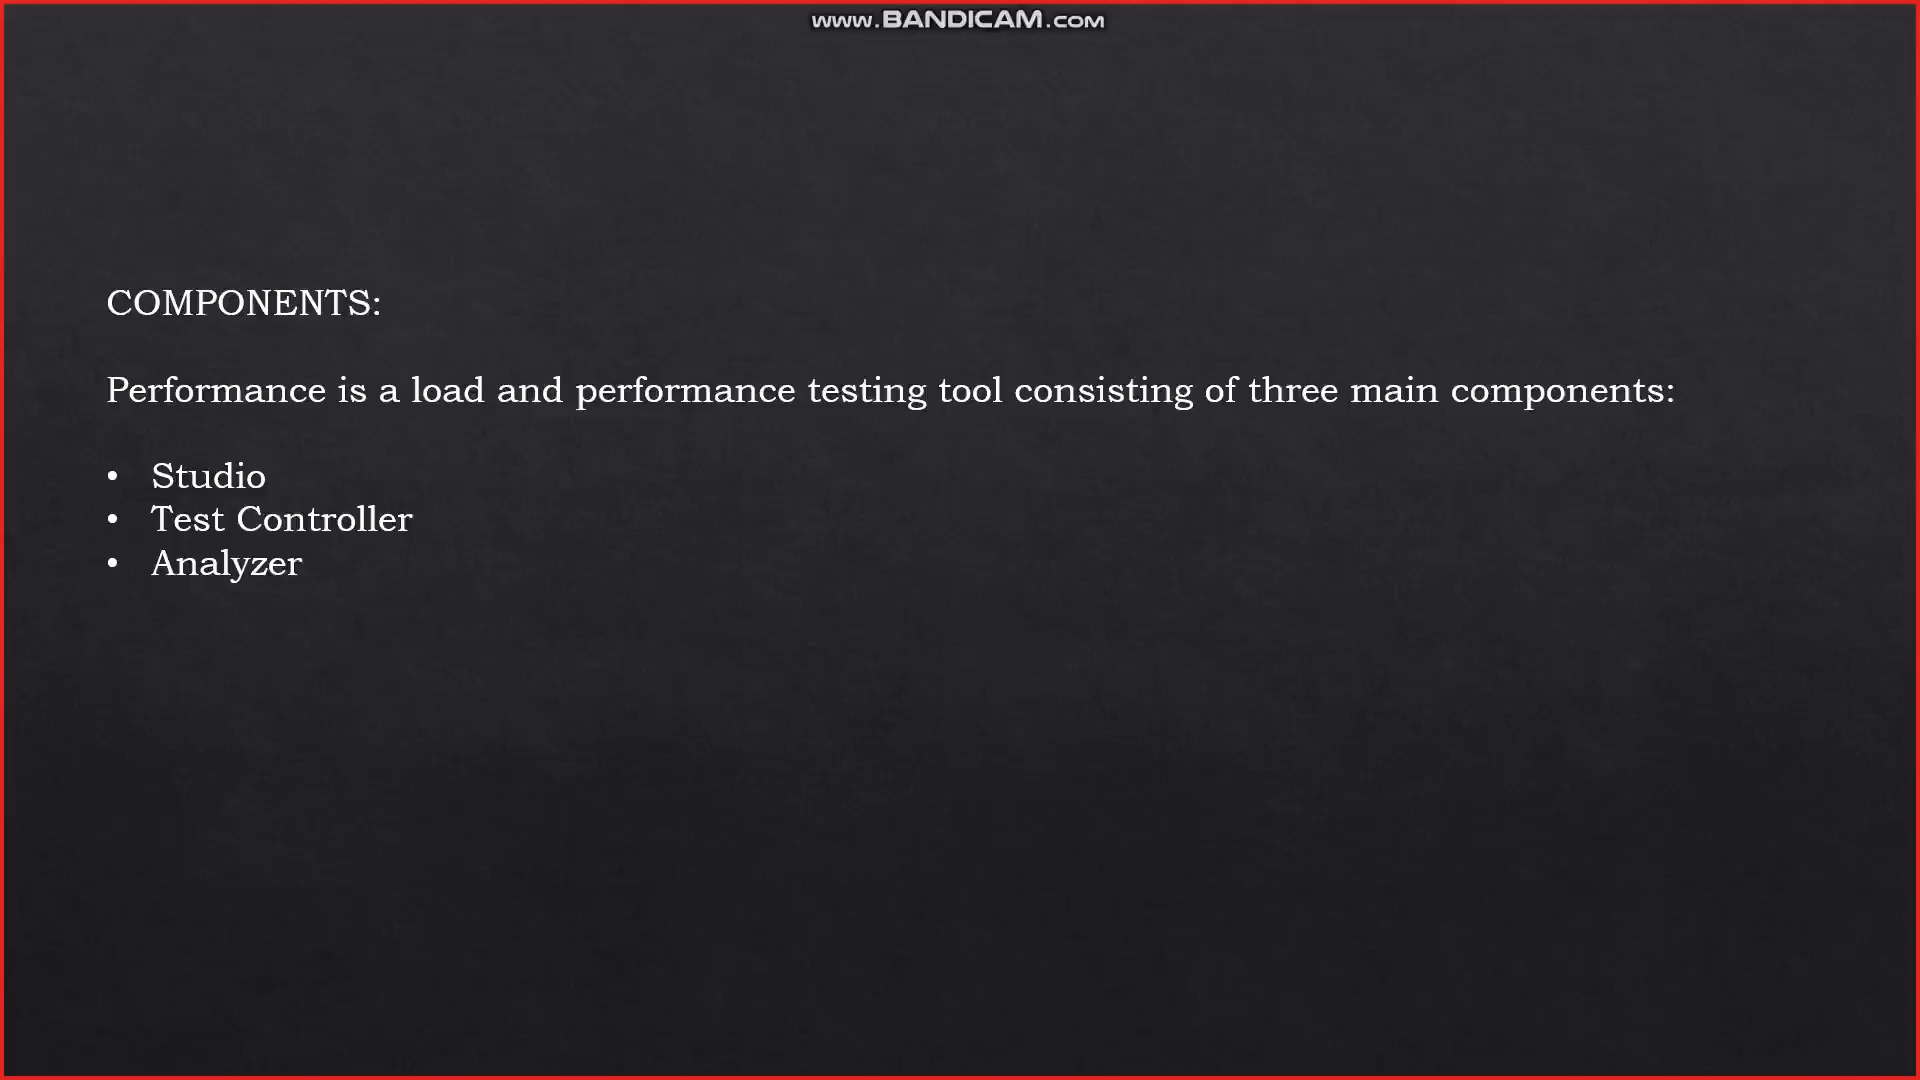 www.BANDICAM.com
COMPONENTS:
Performance is a load and performance testing tool consisting of three main components:
• Studio
• Test Controller
• Analyzer